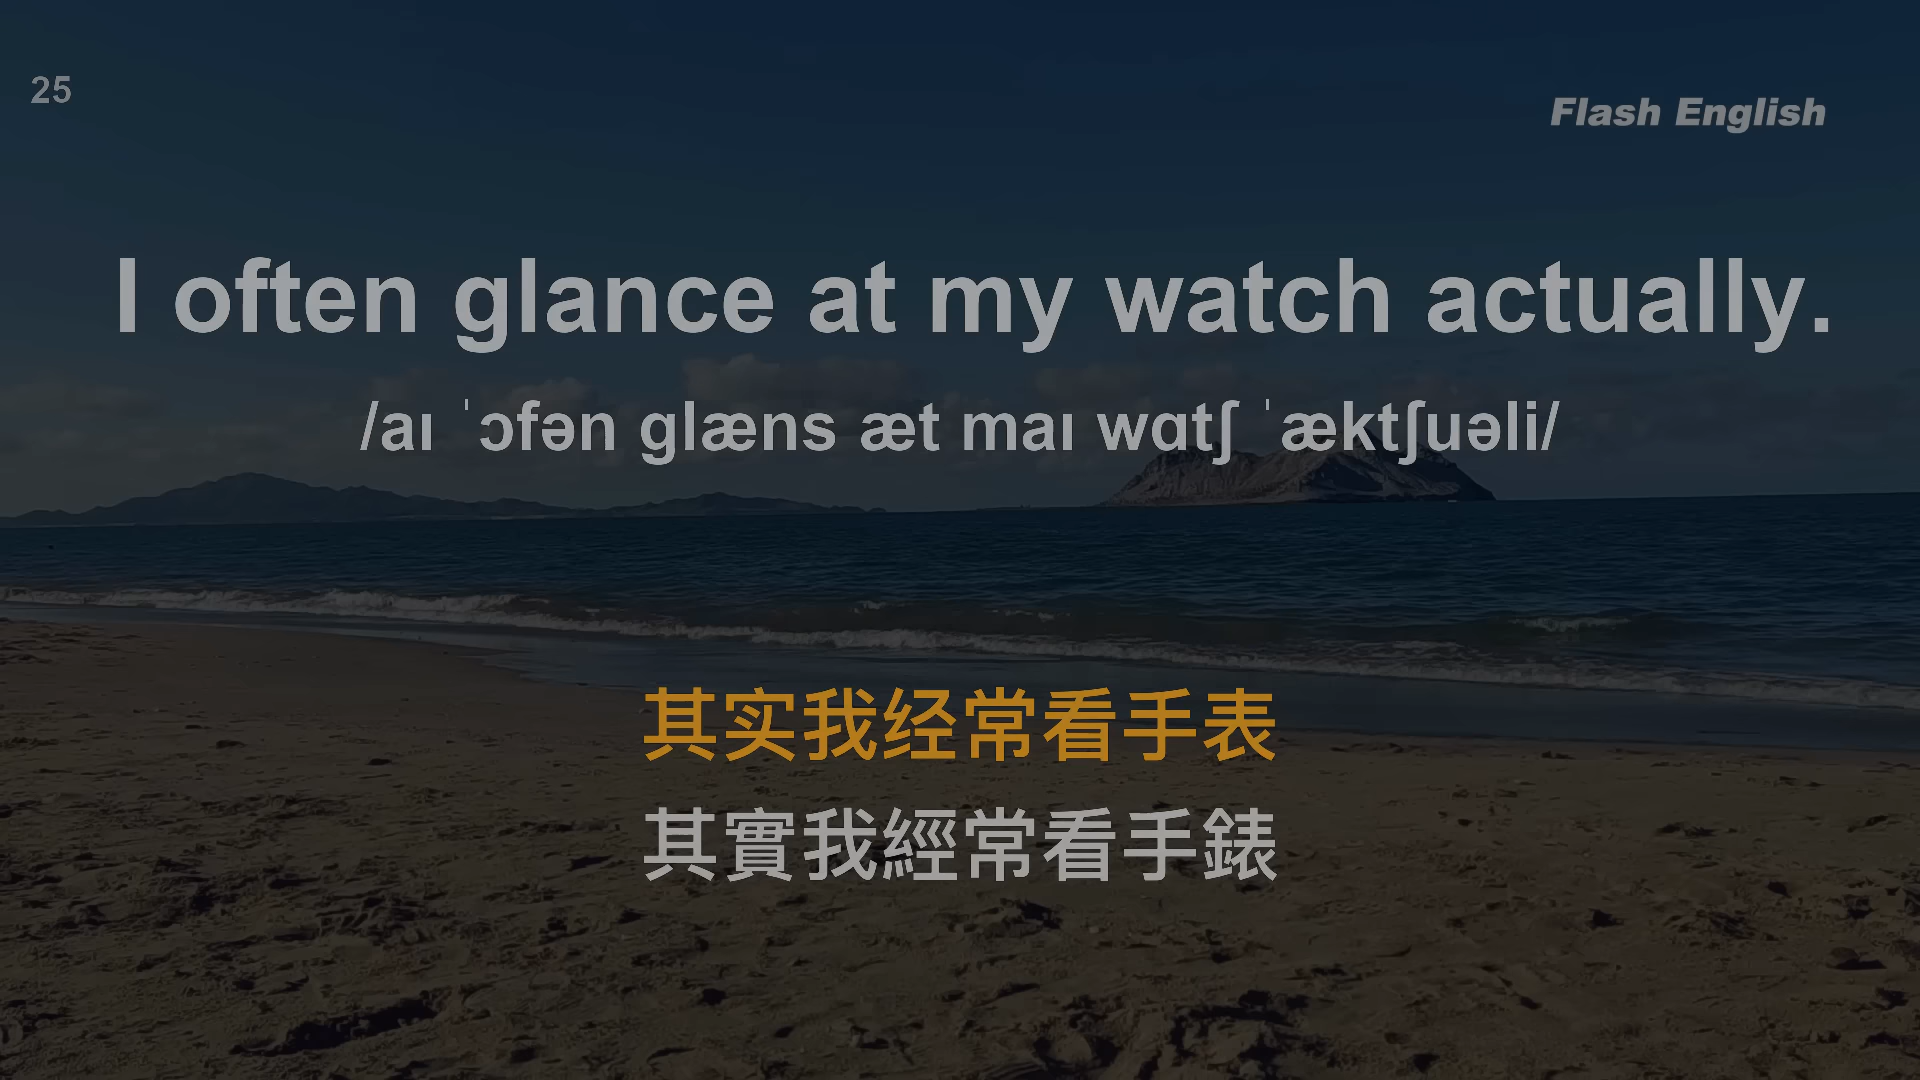 25
Flash English
I often glance at my watch actually.
/aɪ ˈɔfən glæns æt maɪ wɑtʃ ˈæktʃuəli/
其实我经常看手表
其實我經常看手錶